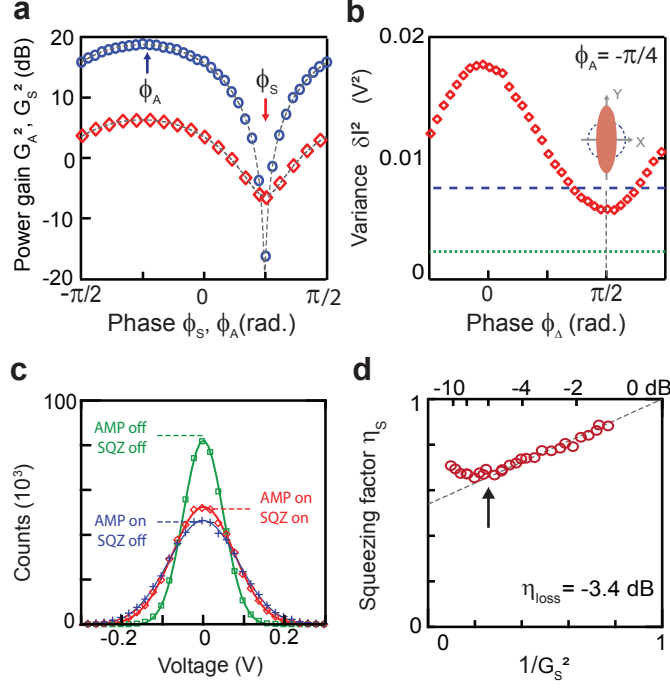 a
Power gain G_A², G_S² (dB)
20
10
0
-10
-20
ϕ_A
ϕ_S
-π/2
0
π/2
Phase ϕ_S, ϕ_A(rad.)
b
Variance δI² (V²)
0.02
0.01
0
ϕ_A= -π/4
Y
X
0
π/2
Phase ϕ_Δ (rad.)
c
Counts (10³)
100
0
AMP off
SQZ off
AMP on
SQZ on
AMP on
SQZ off
-0.2
0
0.2
Voltage (V)
d
-10
-4
-2
0 dB
Squeezing factor η_S
1
0
η_loss = -3.4 dB
0
1
1/G_S²